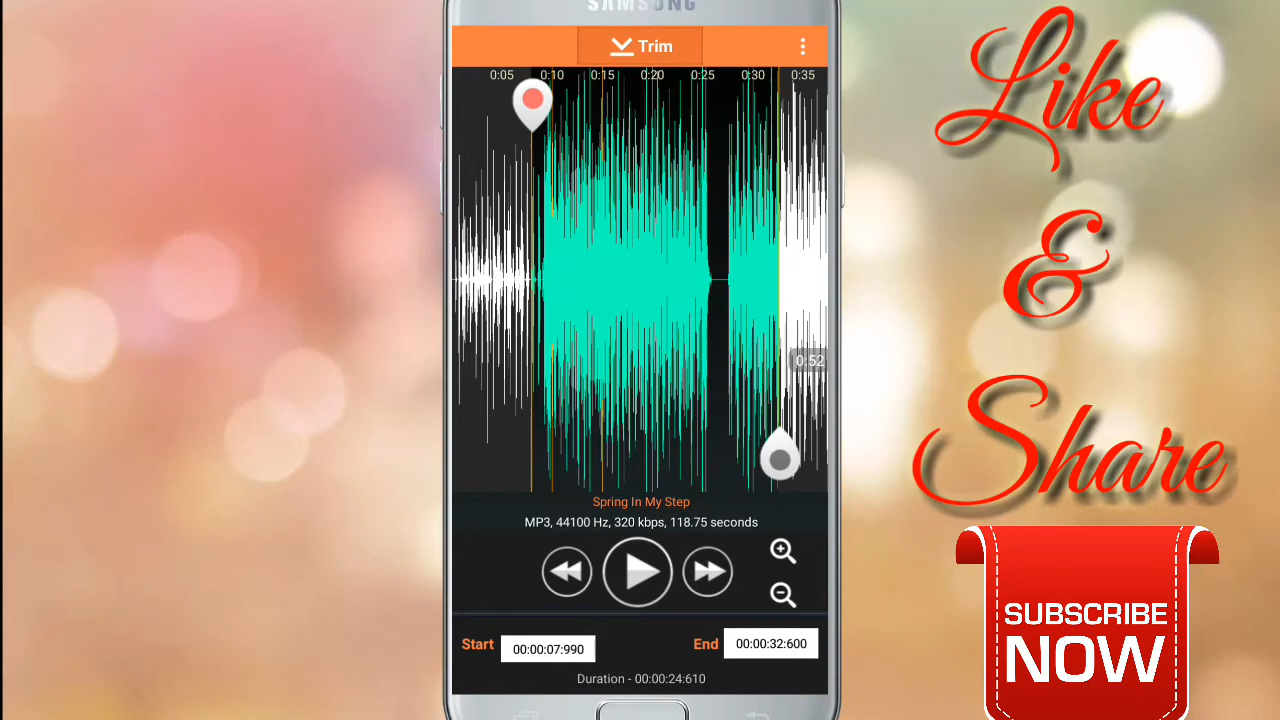 SAMSUNG
Trim
0:05 0:10 0:15 0:20 0:25 0:30 0:35
0:52
Spring In My Step
MP3, 44100 Hz, 320 kbps, 118.75 seconds
Start 00:00:07:990 End 00:00:32:600
Duration - 00:00:24:610
Like
&
Share
SUBSCRIBE
NOW